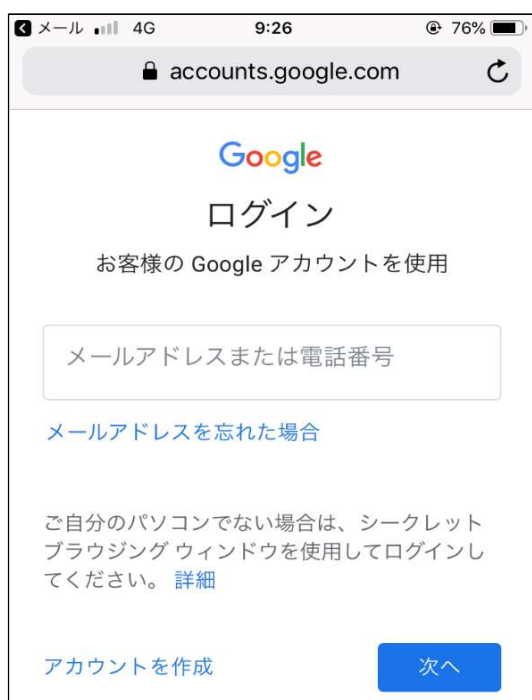 メール 4G 9:26 76%
accounts.google.com
Google
ログイン
お客様の Google アカウントを使用
メールアドレスまたは電話番号
メールアドレスを忘れた場合
ご自分のパソコンでない場合は、シークレット
ブラウジング ウィンドウを使用してログインし
てください。 詳細
アカウントを作成 次へ